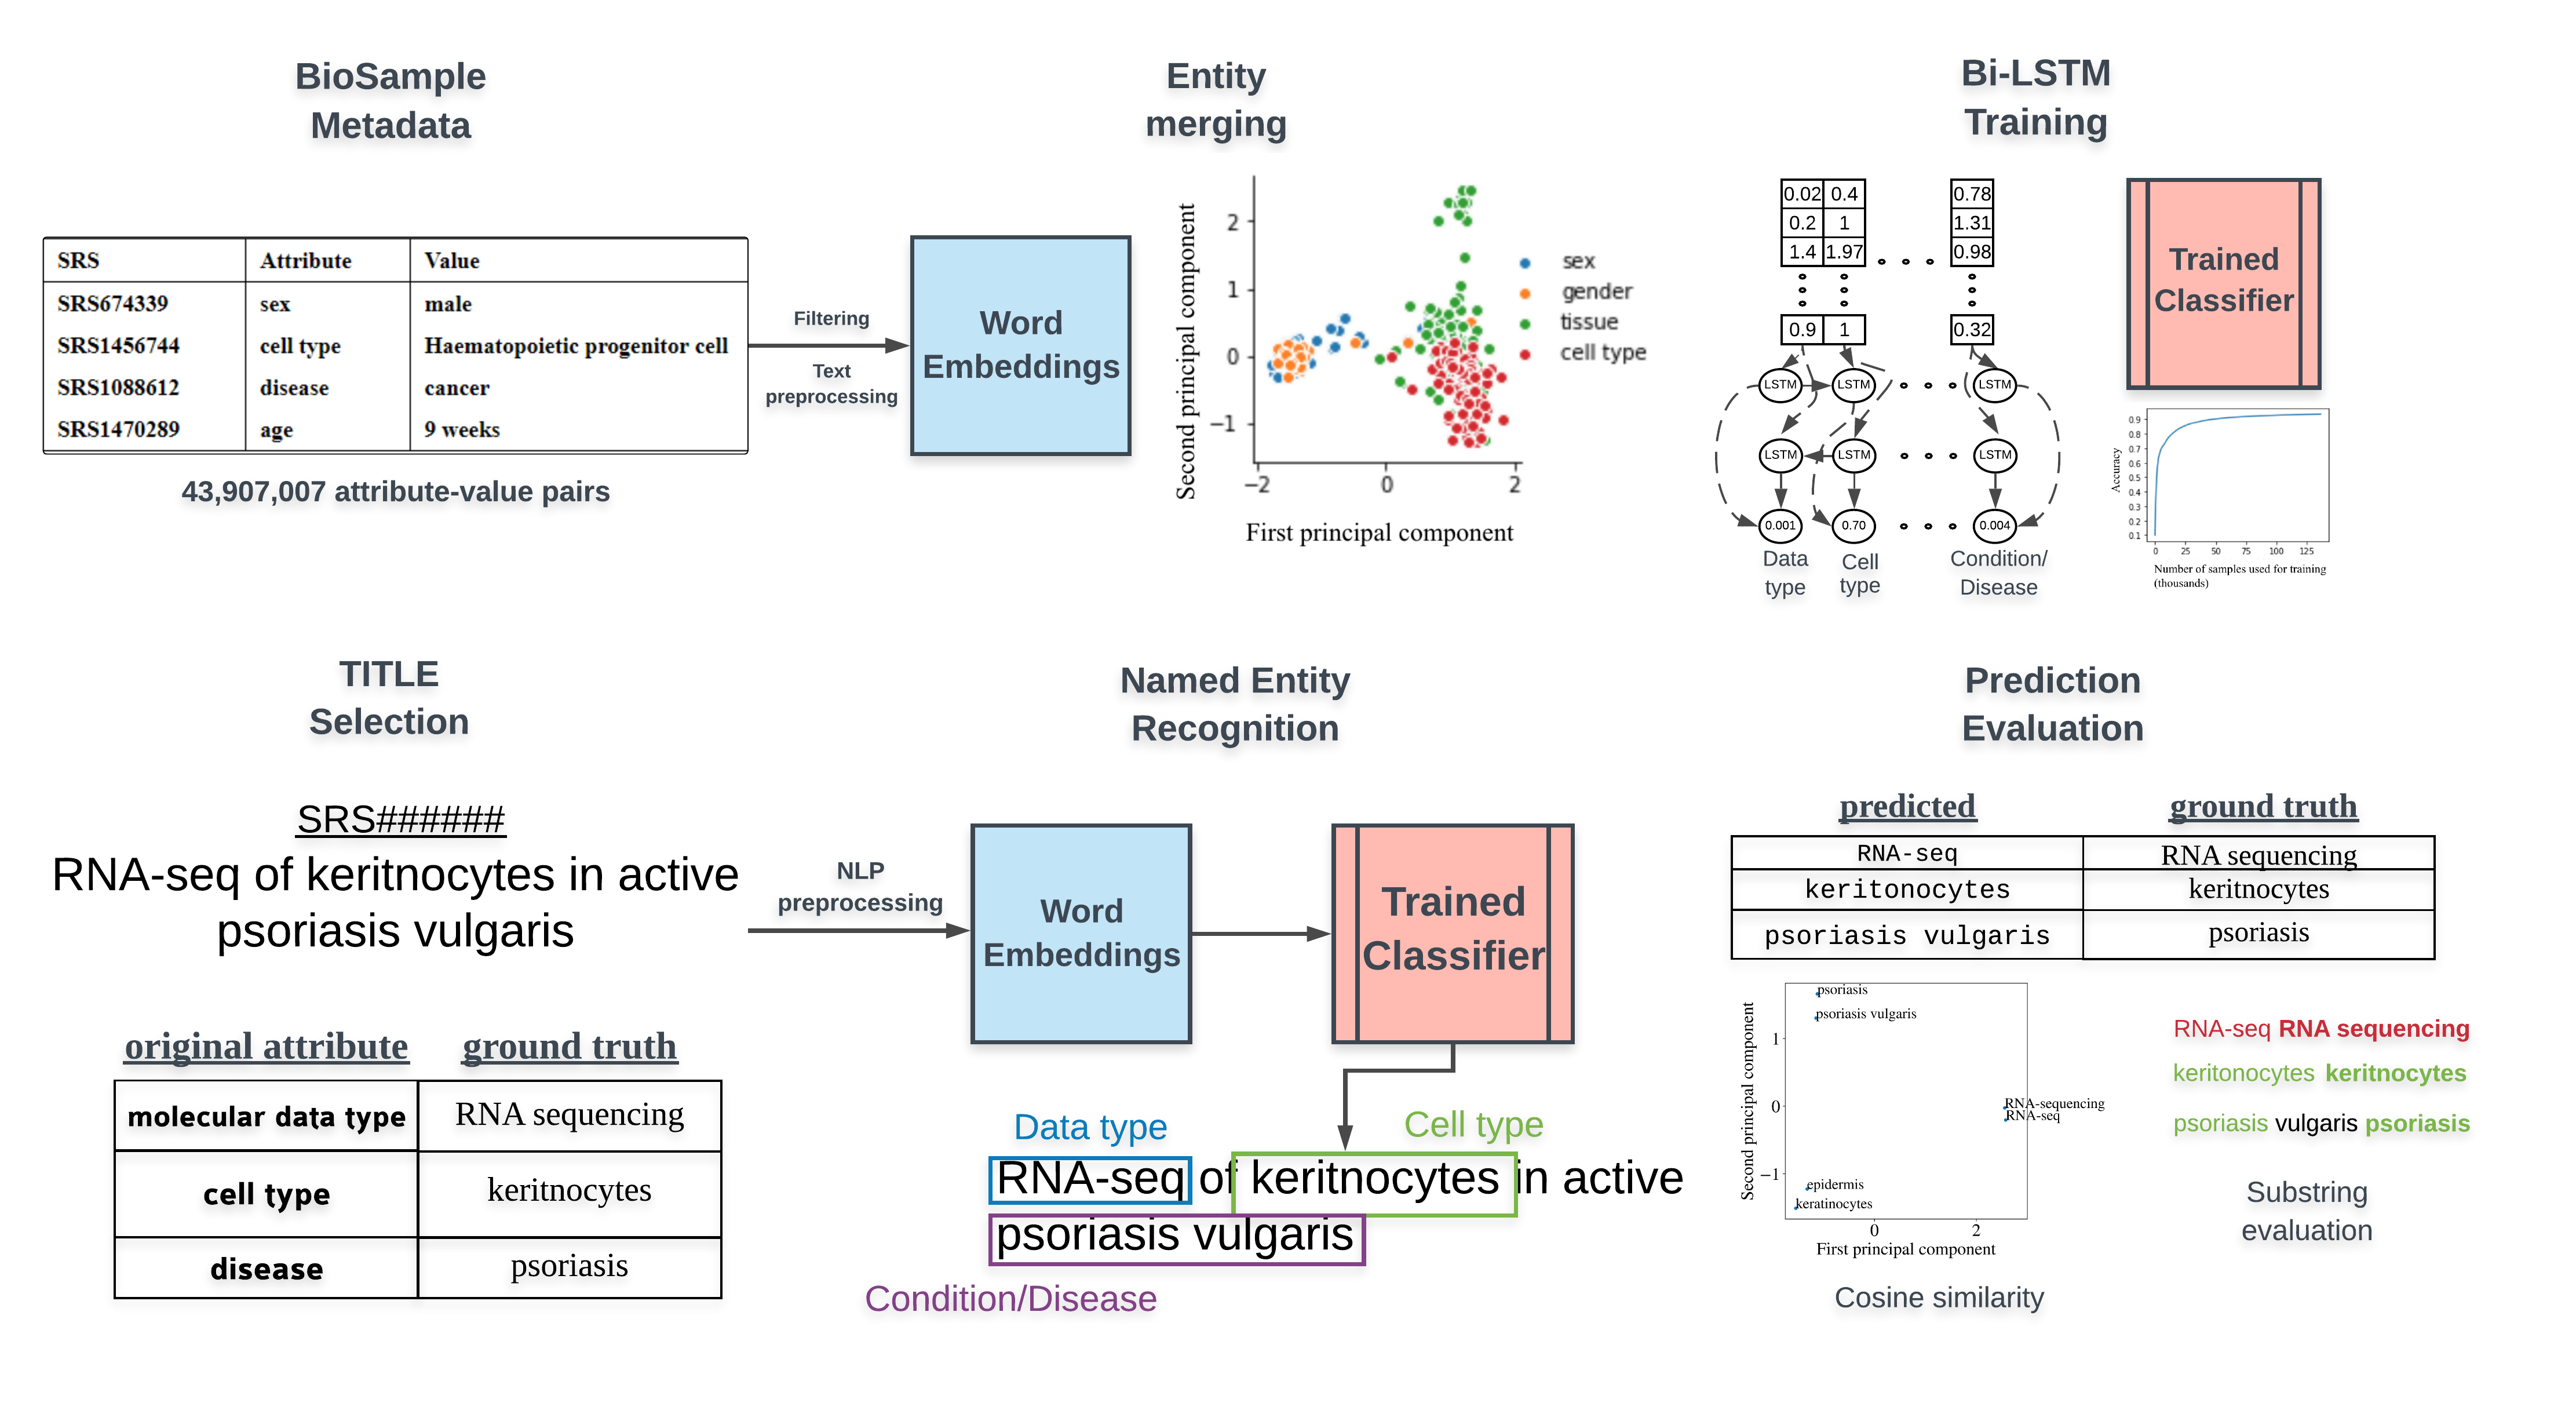 BioSample
Metadata
SRS Attribute Value
SRS674339 sex male
SRS1456744 cell type Haematopoietic progenitor cell
SRS1088612 disease cancer
SRS1470289 age 9 weeks
43,907,007 attribute-value pairs
Filtering
Text
preprocessing
Word
Embeddings
Entity
merging
Second principal component
2
1
0
−1
−2 0 2
First principal component
sex
gender
tissue
cell type
Bi-LSTM
Training
0.02 0.4 0.78
0.2 1 1.31
1.4 1.97 0.98
0.9 1 0.32
LSTM LSTM LSTM
LSTM LSTM LSTM
0.001 0.70 0.004
Data
type
Cell
type
Condition/
Disease
Trained
Classifier
Accuracy
0.9
0.8
0.7
0.6
0.5
0.4
0.3
0.2
0.1
0 25 50 75 100 125
Number of samples used for training
(thousands)
TITLE
Selection
SRS######
RNA-seq of keritnocytes in active
psoriasis vulgaris
original attribute ground truth
molecular data type RNA sequencing
cell type keritnocytes
disease psoriasis
NLP
preprocessing
Named Entity
Recognition
Word
Embeddings
Trained
Classifier
Data type Cell type
RNA-seq of keritnocytes in active
psoriasis vulgaris
Condition/Disease
Prediction
Evaluation
predicted ground truth
RNA-seq RNA sequencing
keritonocytes keritnocytes
psoriasis vulgaris psoriasis
Second principal component
1
0
−1
psoriasis
psoriasis vulgaris
RNA-sequencing
RNA-seq
epidermis
keratinocytes
0 2
First principal component
Cosine similarity
RNA-seq RNA sequencing
keritonocytes keritnocytes
psoriasis vulgaris psoriasis
Substring
evaluation